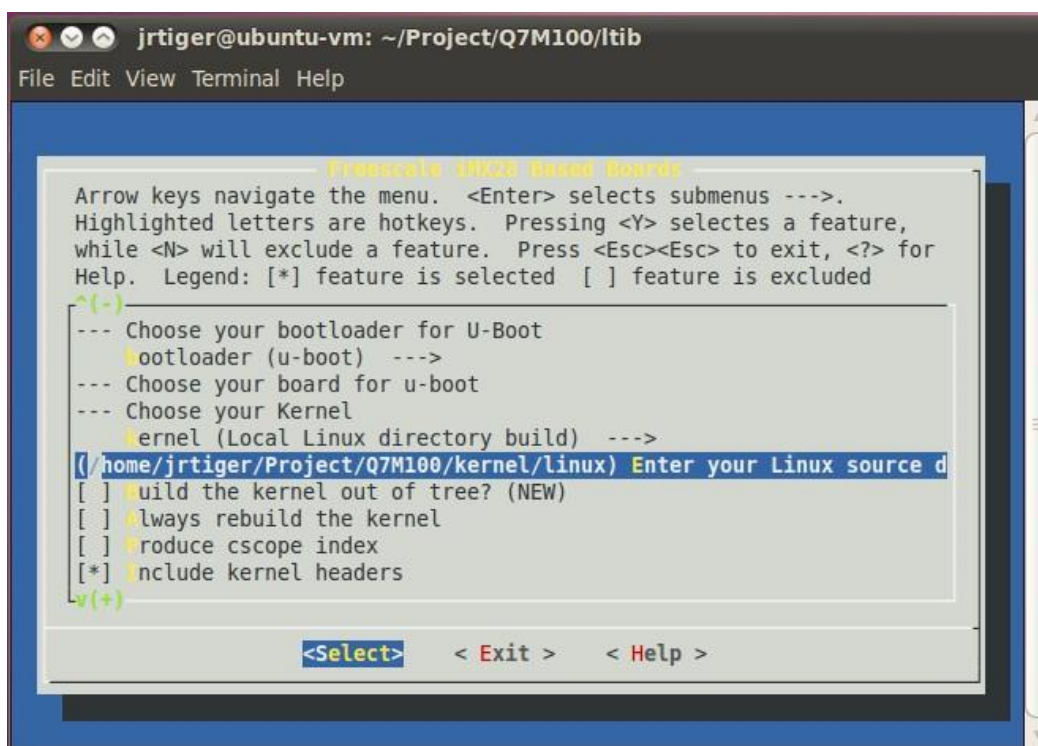 jrtiger@ubuntu-vm: ~/Project/Q7M100/ltib
File Edit View Terminal Help
Freescale iMX28 Based Boards
Arrow keys navigate the menu. <Enter> selects submenus --->.
Highlighted letters are hotkeys. Pressing <Y> selectes a feature,
while <N> will exclude a feature. Press <Esc><Esc> to exit, <?> for
Help. Legend: [*] feature is selected [ ] feature is excluded
^(-)
--- Choose your bootloader for U-Boot
bootloader (u-boot) --->
--- Choose your board for u-boot
--- Choose your Kernel
kernel (Local Linux directory build) --->
(/home/jrtiger/Project/Q7M100/kernel/linux) Enter your Linux source d
[ ] Build the kernel out of tree? (NEW)
[ ] Always rebuild the kernel
[ ] Produce cscope index
[*] Include kernel headers
v(+)
<Select> < Exit > < Help >